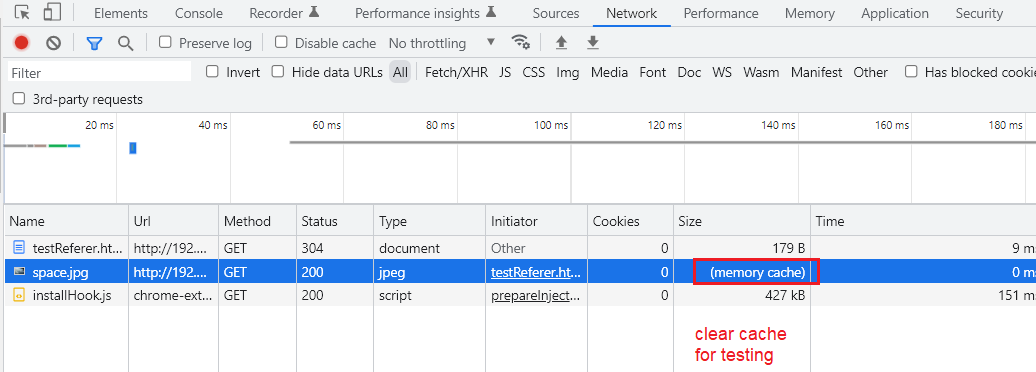 Elements Console Recorder Performance insights Sources Network Performance Memory Application Security
Preserve log Disable cache No throttling
Filter Invert Hide data URLs All Fetch/XHR JS CSS Img Media Font Doc WS Wasm Manifest Other Has blocked cookie
3rd-party requests
20 ms 40 ms 60 ms 80 ms 100 ms 120 ms 140 ms 160 ms 180 ms
Name Url Method Status Type Initiator Cookies Size Time
testReferer.ht... http://192.... GET 304 document Other 0 179 B 9 ms
space.jpg http://192.... GET 200 jpeg testReferer.ht... 0 (memory cache) 0 ms
installHook.js chrome-ext... GET 200 script prepareInject... 0 427 kB 151 ms
clear cache
for testing